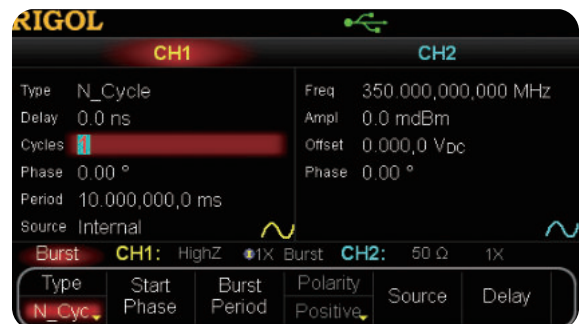 RIGOL
CH1 CH2
Type N_Cycle
Delay 0.0 ns
Cycles 1
Phase 0.00 °
Period 10.000,000,0 ms
Source Internal
Freq 350.000,000,000 MHz
Ampl 0.0 mdBm
Offset 0.000,0 VDC
Phase 0.00 °
Burst CH1: HighZ 1X Burst CH2: 50 Ω 1X
Type N_Cyc
Start Phase
Burst Period
Polarity Positive
Source
Delay